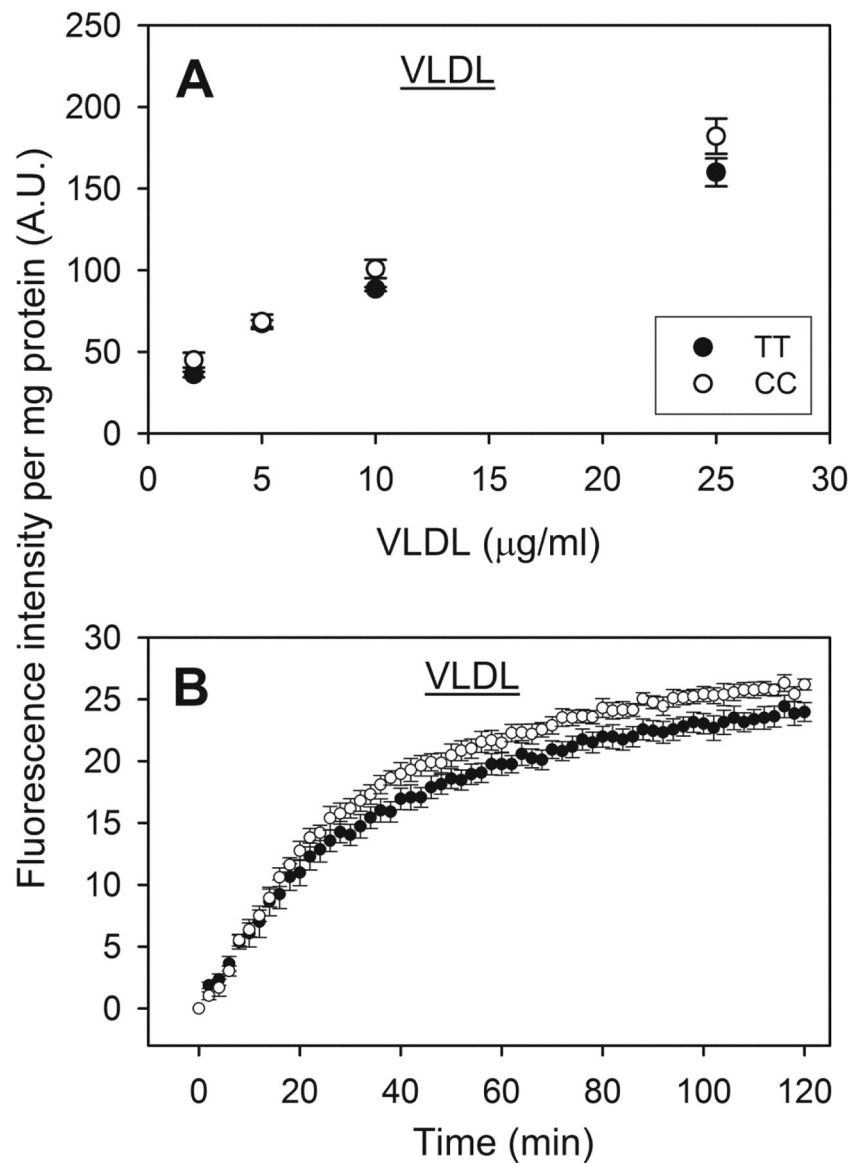 Fluorescence intensity per mg protein (A.U.)
A
VLDL
250
200
150
100
50
0
TT
CC
0 5 10 15 20 25 30
VLDL (μg/ml)
B
VLDL
30
25
20
15
10
5
0
0 20 40 60 80 100 120
Time (min)